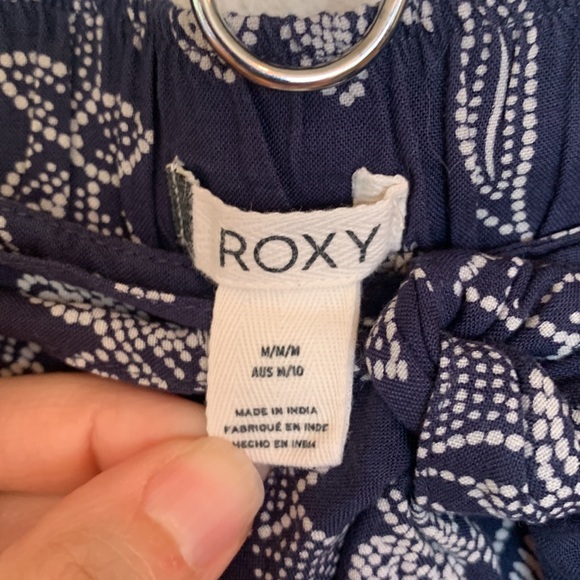 ROXY
M/M/M
AUS M/10
MADE IN INDIA
FABRIQUÉ EN INDE
HECHO EN INDIA